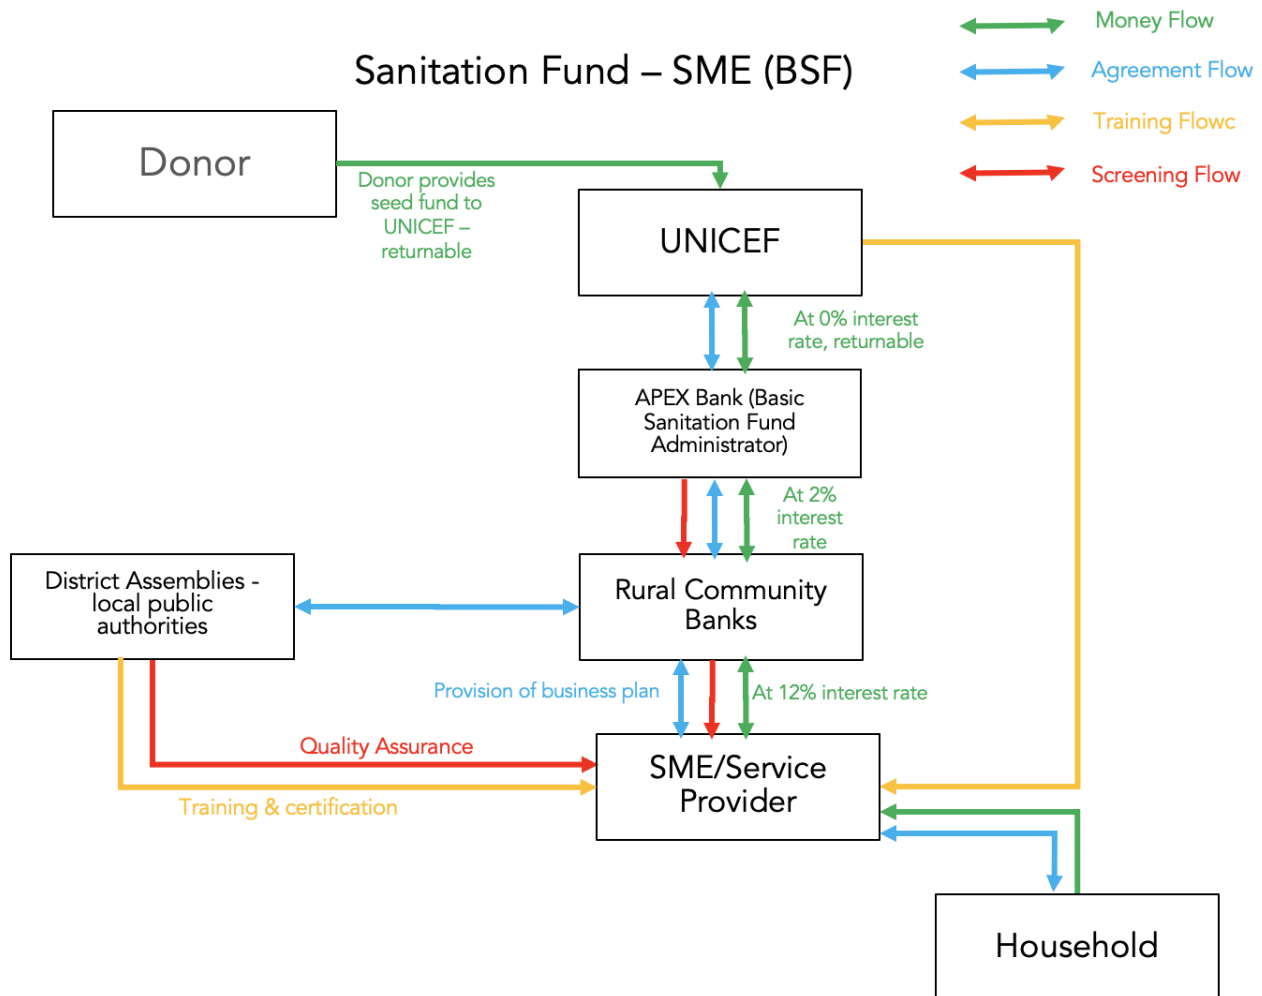 Money Flow
Sanitation Fund – SME (BSF)
Agreement Flow
Training Flowc
Screening Flow
Donor
Donor provides
seed fund to
UNICEF –
returnable
UNICEF
At 0% interest
rate, returnable
APEX Bank (Basic
Sanitation Fund
Administrator)
At 2%
interest
rate
District Assemblies -
local public
authorities
Rural Community
Banks
Provision of business plan
At 12% interest rate
Quality Assurance
Training & certification
SME/Service
Provider
Household